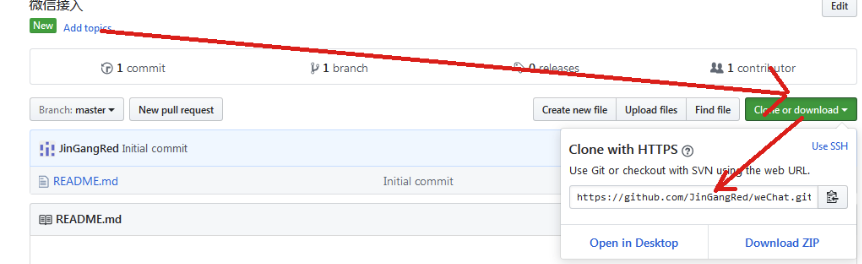 微信接入
Edit
New Add topics
1 commit 1 branch 0 releases 1 contributor
Branch: master New pull request Create new file Upload files Find file Clone or download
JinGangRed Initial commit
Clone with HTTPS ? Use SSH
Use Git or checkout with SVN using the web URL.
README.md Initial commit
https://github.com/JinGangRed/weChat.git
README.md
Open in Desktop Download ZIP